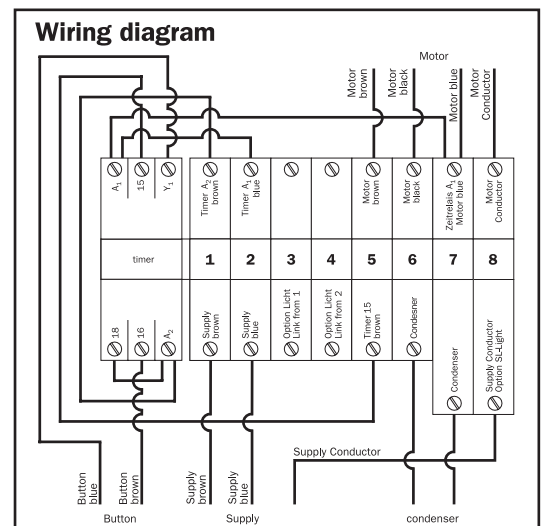 Wiring diagram
Motor
Motor
brown
Motor
black
Motor blue
Motor
Conductor
A1
15
Y1
Timer A2
brown
Timer A1
blue
Motor
brown
Motor
black
Zeitrelais A1
Motor blue
Motor
Conductor
timer
1
2
3
4
5
6
7
8
18
16
A2
Supply
brown
Supply
blue
Option Licht
Link from 1
Option Licht
Link from 2
Timer 15
brown
Condesner
Condenser
Supply Conductor
Option SL-Light
Supply Conductor
Button
blue
Button
brown
Supply
brown
Supply
blue
Button
Supply
condenser